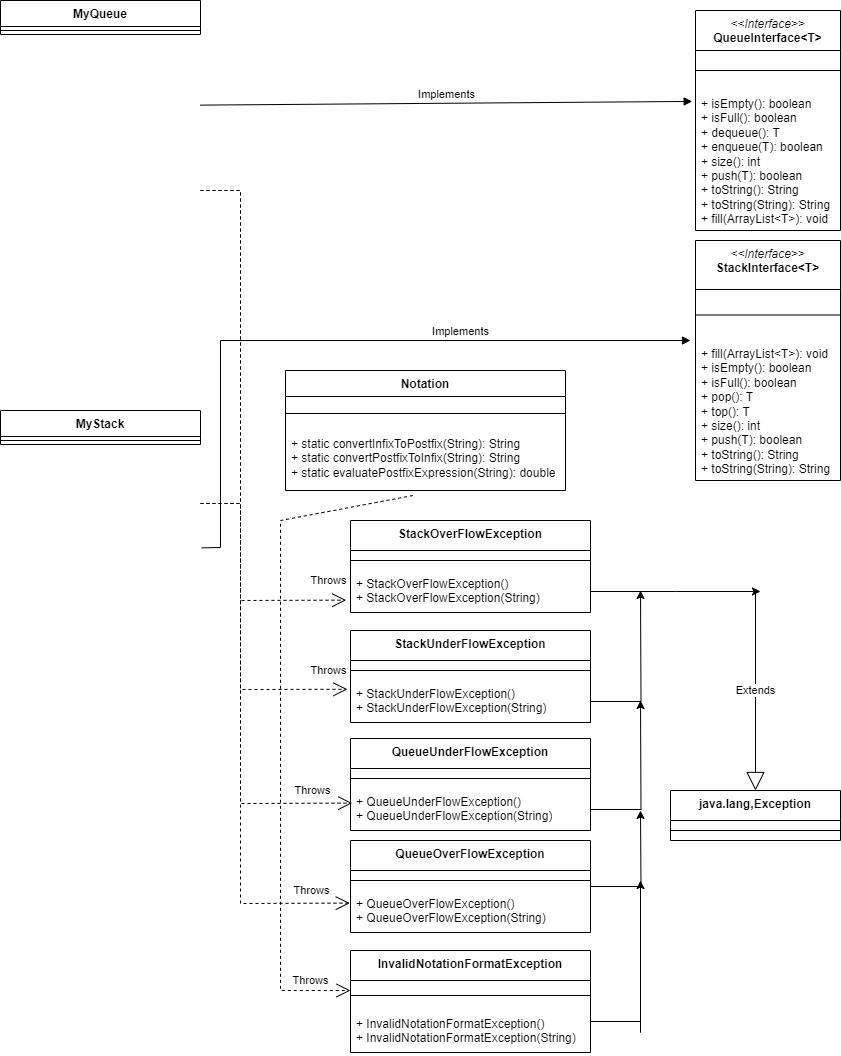 MyQueue
<<Interface>>
QueueInterface<T>
Implements
+ isEmpty(): boolean
+ isFull(): boolean
+ dequeue(): T
+ enqueue(T): boolean
+ size(): int
+ push(T): boolean
+ toString(): String
+ toString(String): String
+ fill(ArrayList<T>): void
<<Interface>>
StackInterface<T>
Implements
+ fill(ArrayList<T>): void
+ isEmpty(): boolean
+ isFull(): boolean
+ pop(): T
+ top(): T
+ size(): int
+ push(T): boolean
+ toString(): String
+ toString(String): String
Notation
+ static convertInfixToPostfix(String): String
+ static convertPostfixToInfix(String): String
+ static evaluatePostfixExpression(String): double
MyStack
StackOverFlowException
Throws
+ StackOverFlowException()
+ StackOverFlowException(String)
StackUnderFlowException
Throws
+ StackUnderFlowException()
+ StackUnderFlowException(String)
Extends
QueueUnderFlowException
Throws
+ QueueUnderFlowException()
+ QueueUnderFlowException(String)
java.lang,Exception
QueueOverFlowException
Throws
+ QueueOverFlowException()
+ QueueOverFlowException(String)
InvalidNotationFormatException
Throws
+ InvalidNotationFormatException()
+ InvalidNotationFormatException(String)